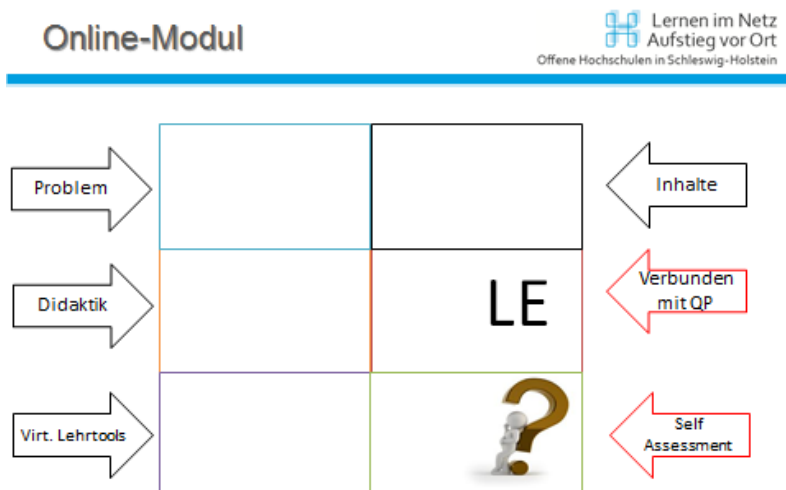 Online-Modul
Lernen im Netz
Aufstieg vor Ort
Offene Hochschulen in Schleswig-Holstein
Problem
Inhalte
Didaktik
LE
Verbunden
mit QP
Virt. Lehrtools
Self
Assessment
?